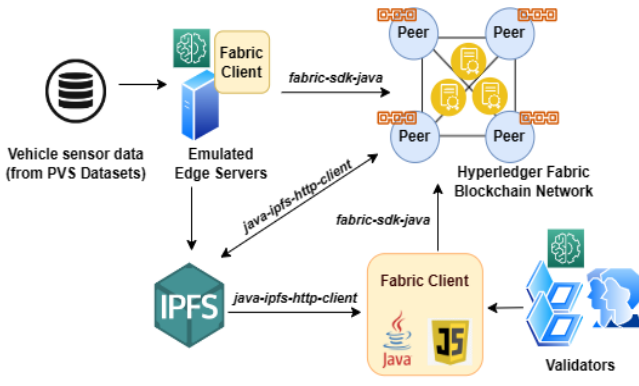 Peer
Peer
Fabric
Client
fabric-sdk-java
Peer
Peer
Vehicle sensor data
(from PVS Datasets)
Emulated
Edge Servers
Hyperledger Fabric
Blockchain Network
java-ipfs-http-client
fabric-sdk-java
IPFS
java-ipfs-http-client
Fabric Client
Java
JS
Validators